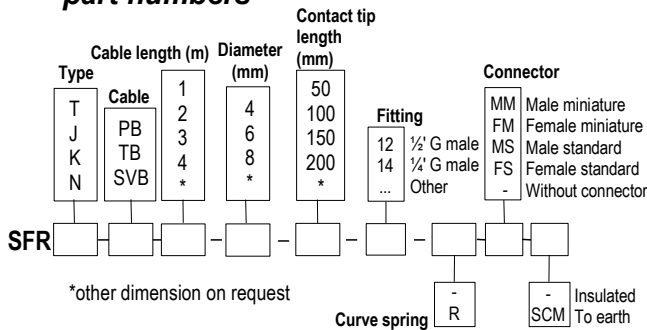 part numbers
Type
T
J
K
N
Cable
PB
TB
SVB
Cable length (m)
1
2
3
4
*
Diameter
(mm)
4
6
8
*
Contact tip
length
(mm)
50
100
150
200
*
Fitting
12 ½' G male
14 ¼' G male
... Other
Connector
MM Male miniature
FM Female miniature
MS Male standard
FS Female standard
- Without connector
SFR - - - - -
*other dimension on request
Curve spring
-
R
- Insulated
SCM To earth